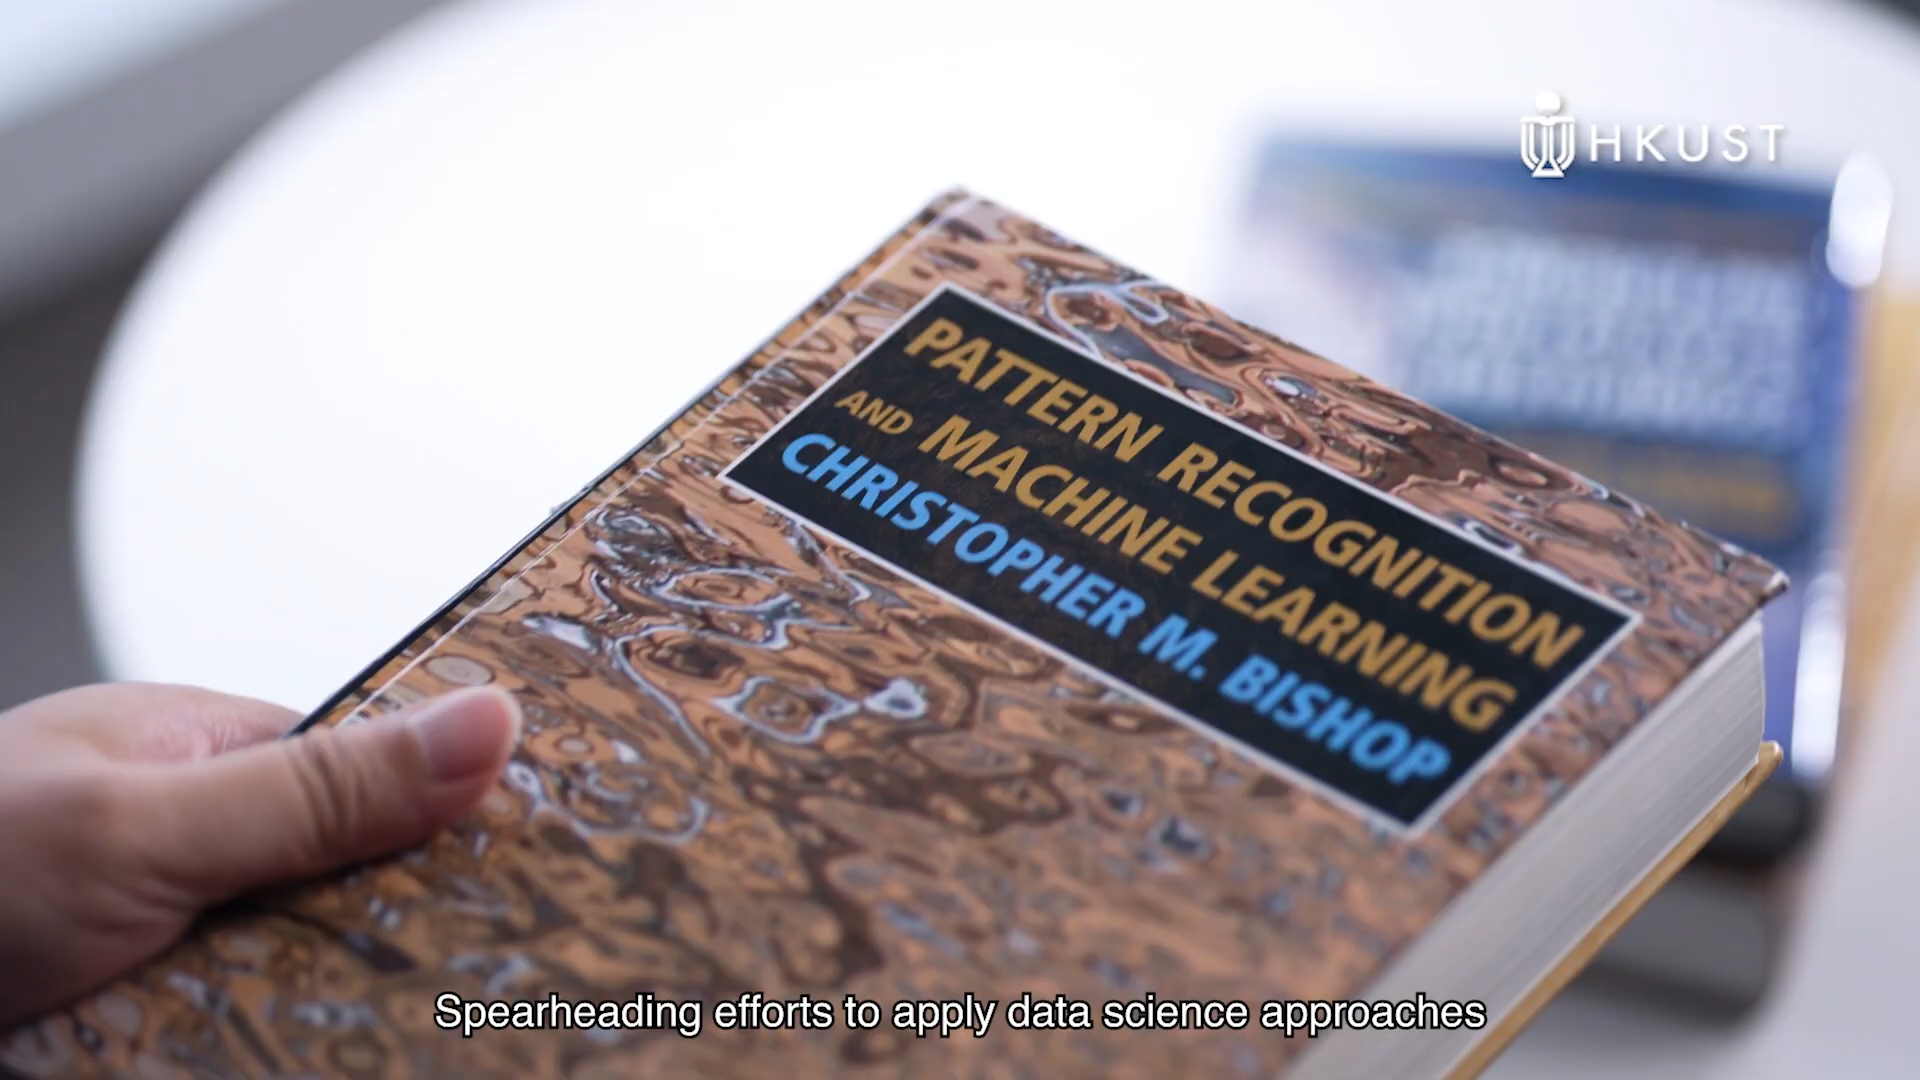 HKUST
PATTERN RECOGNITION
AND MACHINE LEARNING
CHRISTOPHER M. BISHOP
Spearheading efforts to apply data science approaches